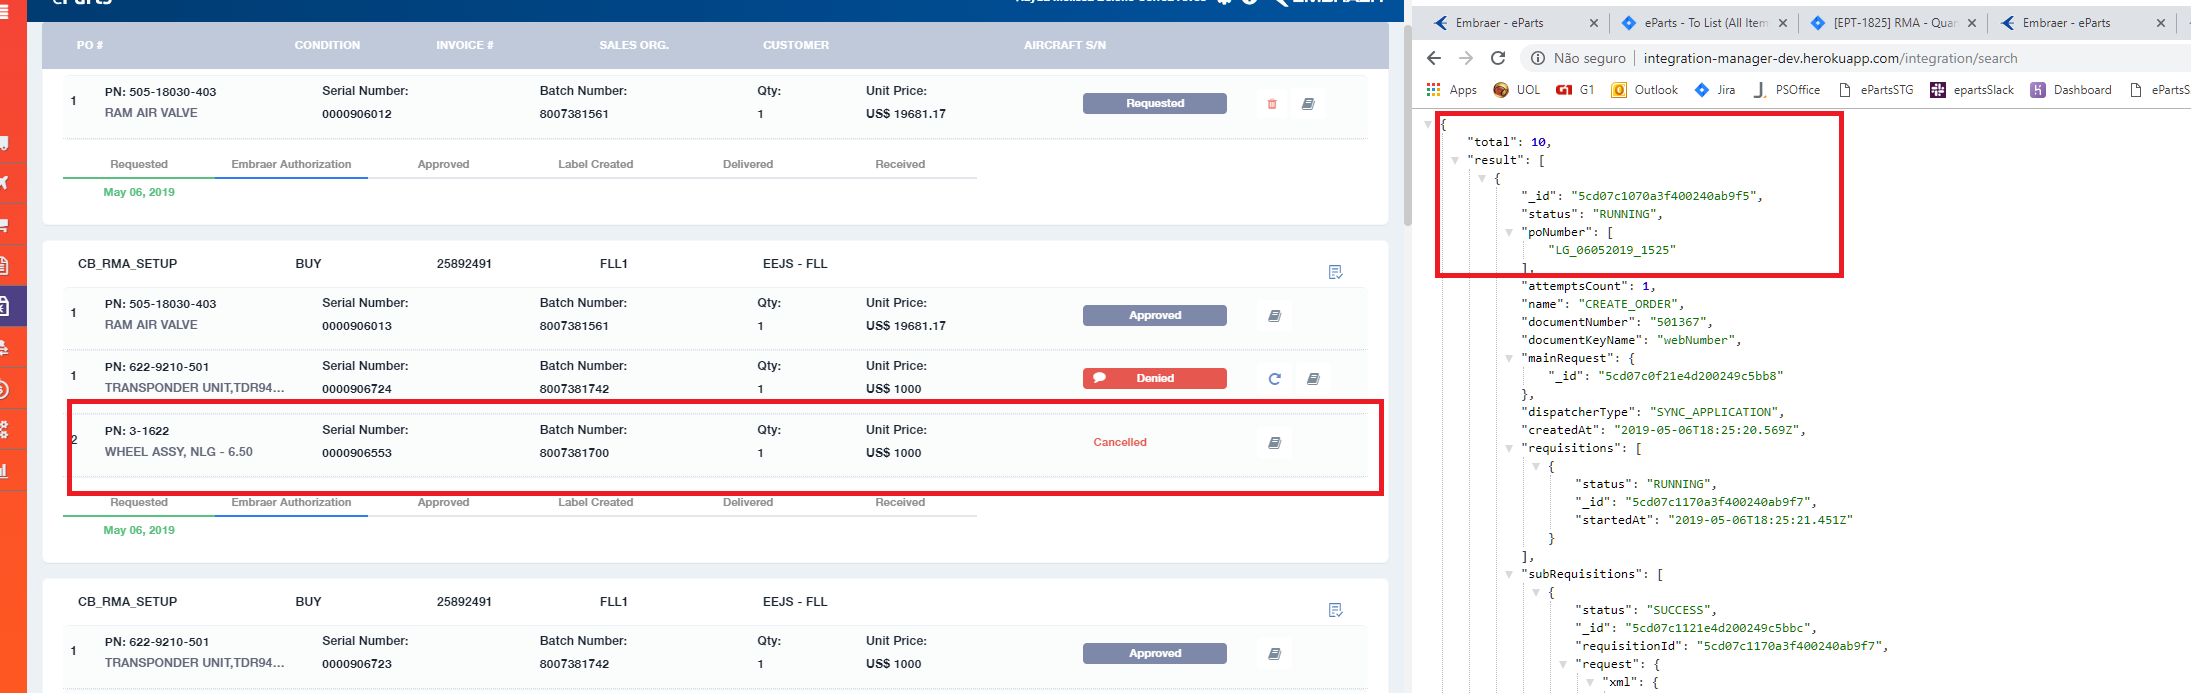 PO # CONDITION INVOICE # SALES ORG. CUSTOMER AIRCRAFT S/N
1 PN: 505-18030-403 Serial Number: Batch Number: Qty: Unit Price: Requested
RAM AIR VALVE 0000906012 8007381561 1 US$ 19681.17
Requested Embraer Authorization Approved Label Created Delivered Received
May 06, 2019
CB_RMA_SETUP BUY 25892491 FLL1 EEJS - FLL
1 PN: 505-18030-403 Serial Number: Batch Number: Qty: Unit Price: Approved
RAM AIR VALVE 0000906013 8007381561 1 US$ 19681.17
1 PN: 622-9210-501 Serial Number: Batch Number: Qty: Unit Price: Denied
TRANSPONDER UNIT,TDR94... 0000906724 8007381742 1 US$ 1000
2 PN: 3-1622 Serial Number: Batch Number: Qty: Unit Price: Cancelled
WHEEL ASSY, NLG - 6.50 0000906553 8007381700 1 US$ 1000
Requested Embraer Authorization Approved Label Created Delivered Received
May 06, 2019
CB_RMA_SETUP BUY 25892491 FLL1 EEJS - FLL
1 PN: 622-9210-501 Serial Number: Batch Number: Qty: Unit Price: Approved
TRANSPONDER UNIT,TDR94... 0000906723 8007381742 1 US$ 1000
Embraer - eParts eParts - To List (All Item [EPT-1825] RMA - Quan Embraer - eParts
Não seguro integration-manager-dev.herokuapp.com/integration/search
Apps UOL G1 G1 Outlook Jira PSOffice ePartsSTG epartsSlack Dashboard ePartsS
{
"total": 10,
"result": [
{
"_id": "5cd07c1070a3f400240ab9f5",
"status": "RUNNING",
"poNumber": [
"LG_06052019_1525"
],
"attemptsCount": 1,
"name": "CREATE_ORDER",
"documentNumber": "501367",
"documentKeyName": "webNumber",
"mainRequest": {
"_id": "5cd07c0f21e4d200249c5bb8"
},
"dispatcherType": "SYNC_APPLICATION",
"createdAt": "2019-05-06T18:25:20.569Z",
"requisitions": [
{
"status": "RUNNING",
"_id": "5cd07c1170a3f400240ab9f7",
"startedAt": "2019-05-06T18:25:21.451Z"
}
],
"subRequisitions": [
{
"status": "SUCCESS",
"_id": "5cd07c1121e4d200249c5bbc",
"requisitionId": "5cd07c1170a3f400240ab9f7",
"request": {
"xml": {